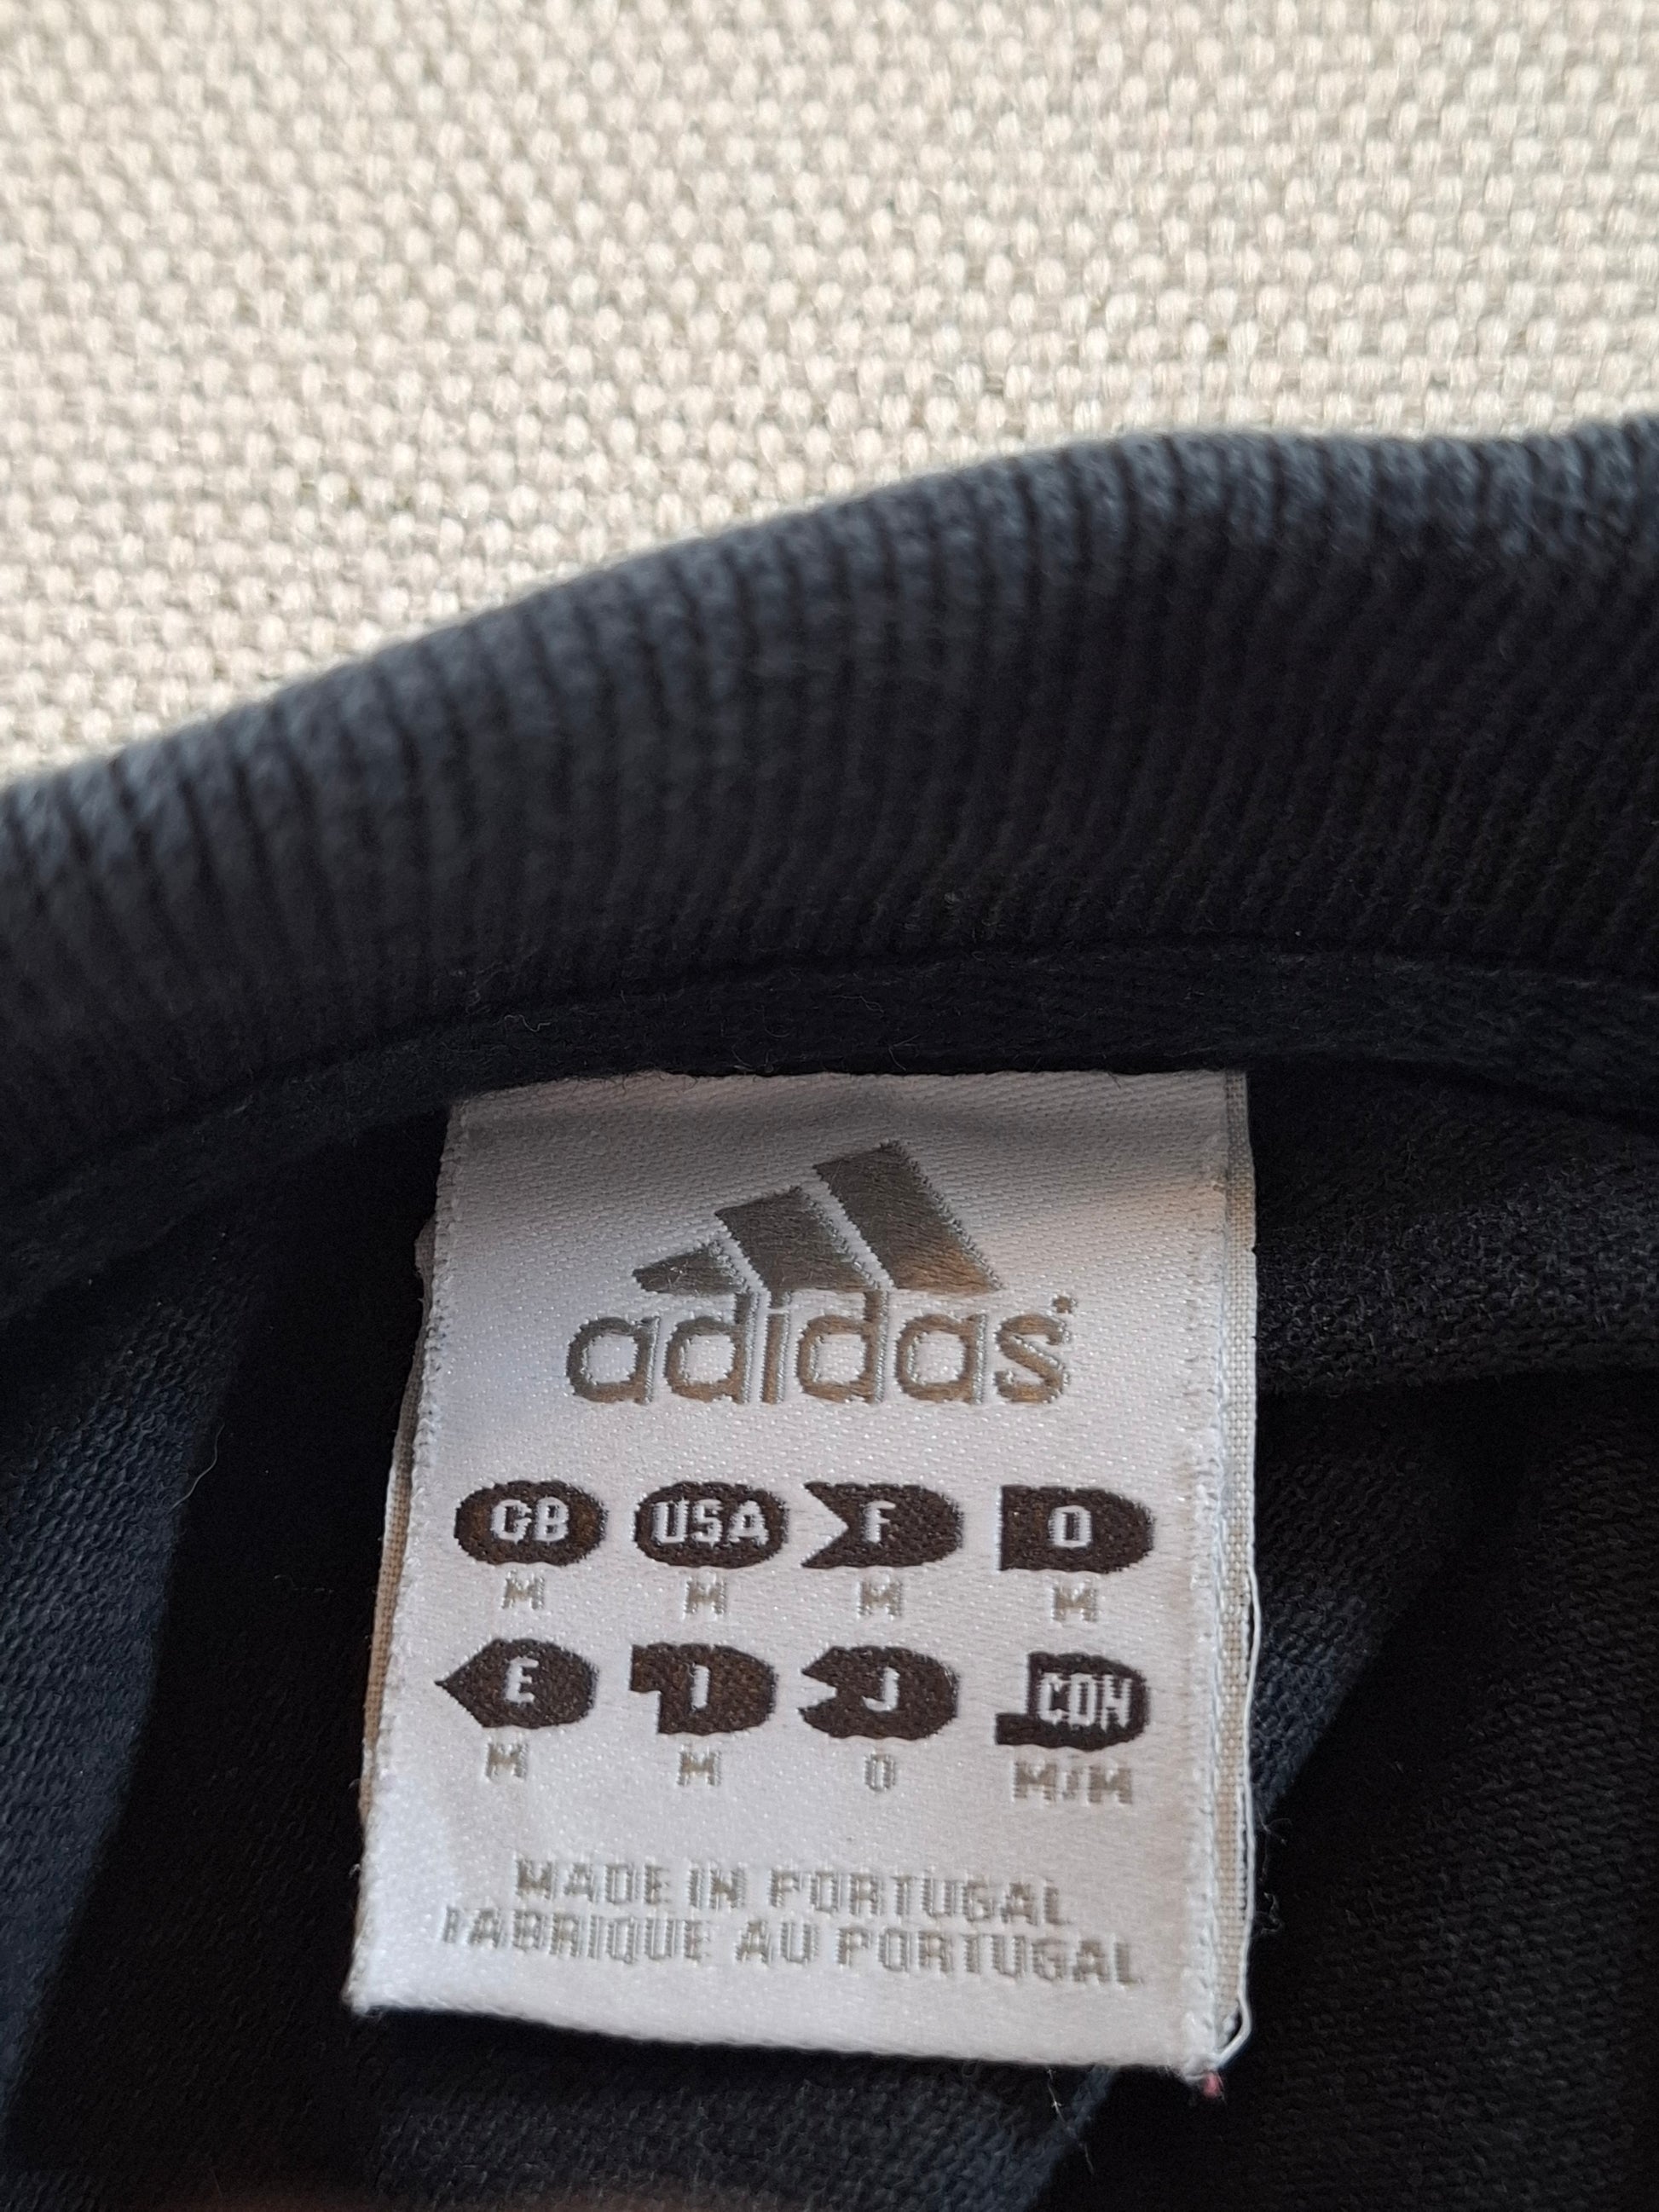 adidas
GB USA F D
M M M M
E I J CDN
M M O M/M
MADE IN PORTUGAL
FABRIQUE AU PORTUGAL